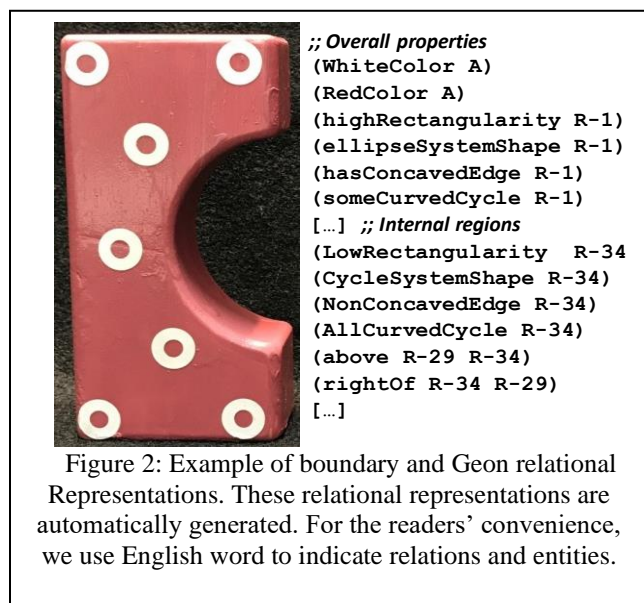 ;; Overall properties
(WhiteColor A)
(RedColor A)
(highRectangularity R-1)
(ellipseSystemShape R-1)
(hasConcavedEdge R-1)
(someCurvedCycle R-1)
[…] ;; Internal regions
(LowRectangularity R-34
(CycleSystemShape R-34)
(NonConcavedEdge R-34)
(AllCurvedCycle R-34)
(above R-29 R-34)
(rightOf R-34 R-29)
[…]
Figure 2: Example of boundary and Geon relational
Representations. These relational representations are
automatically generated. For the readers’ convenience,
we use English word to indicate relations and entities.